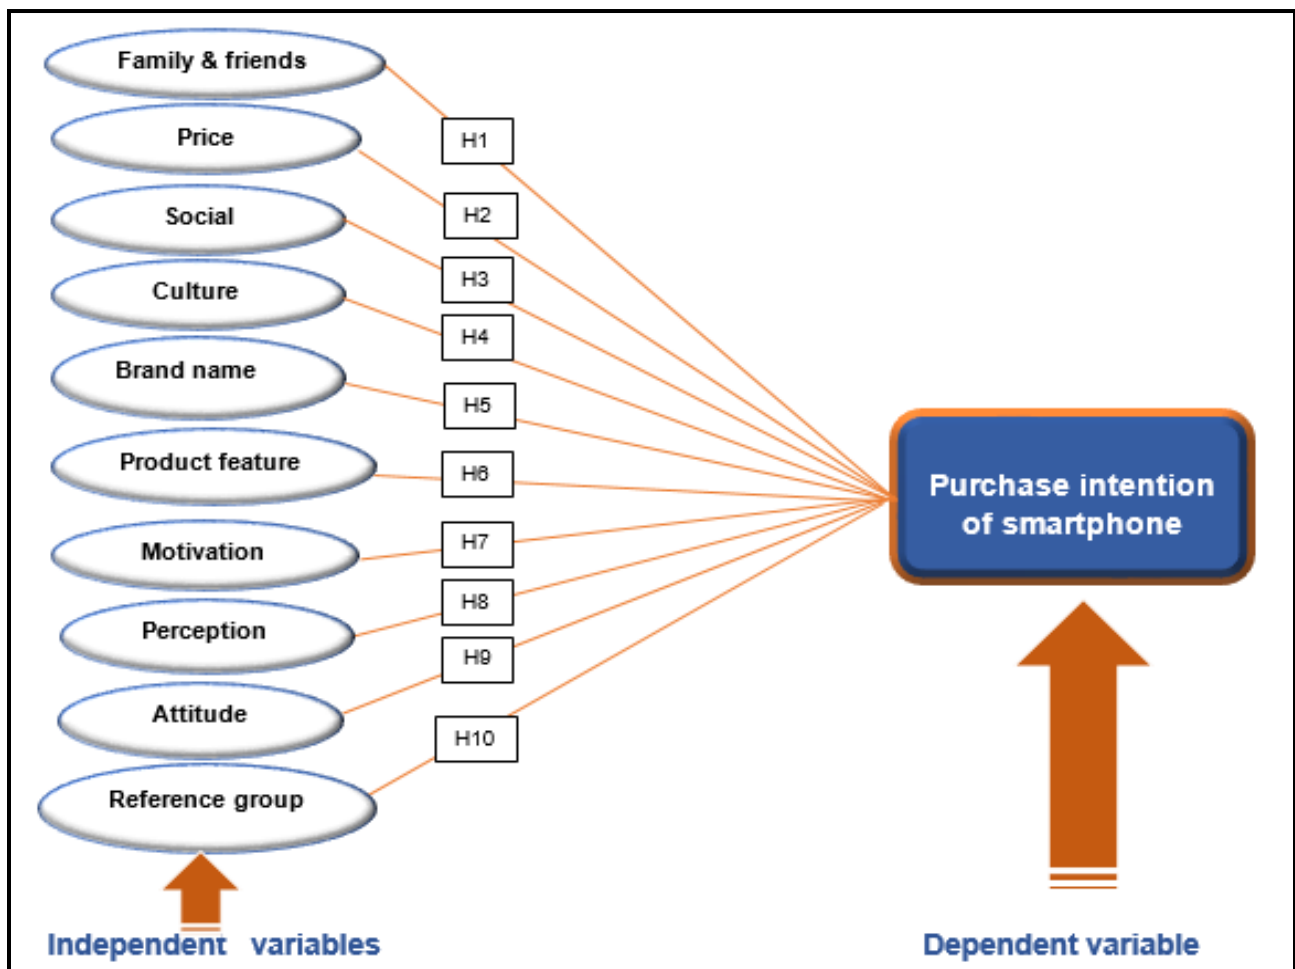 Family & friends
Price
Social
Culture
Brand name
Product feature
Motivation
Perception
Attitude
Reference group
H1
H2
H3
H4
H5
H6
H7
H8
H9
H10
Purchase intention
of smartphone
Independent variables
Dependent variable